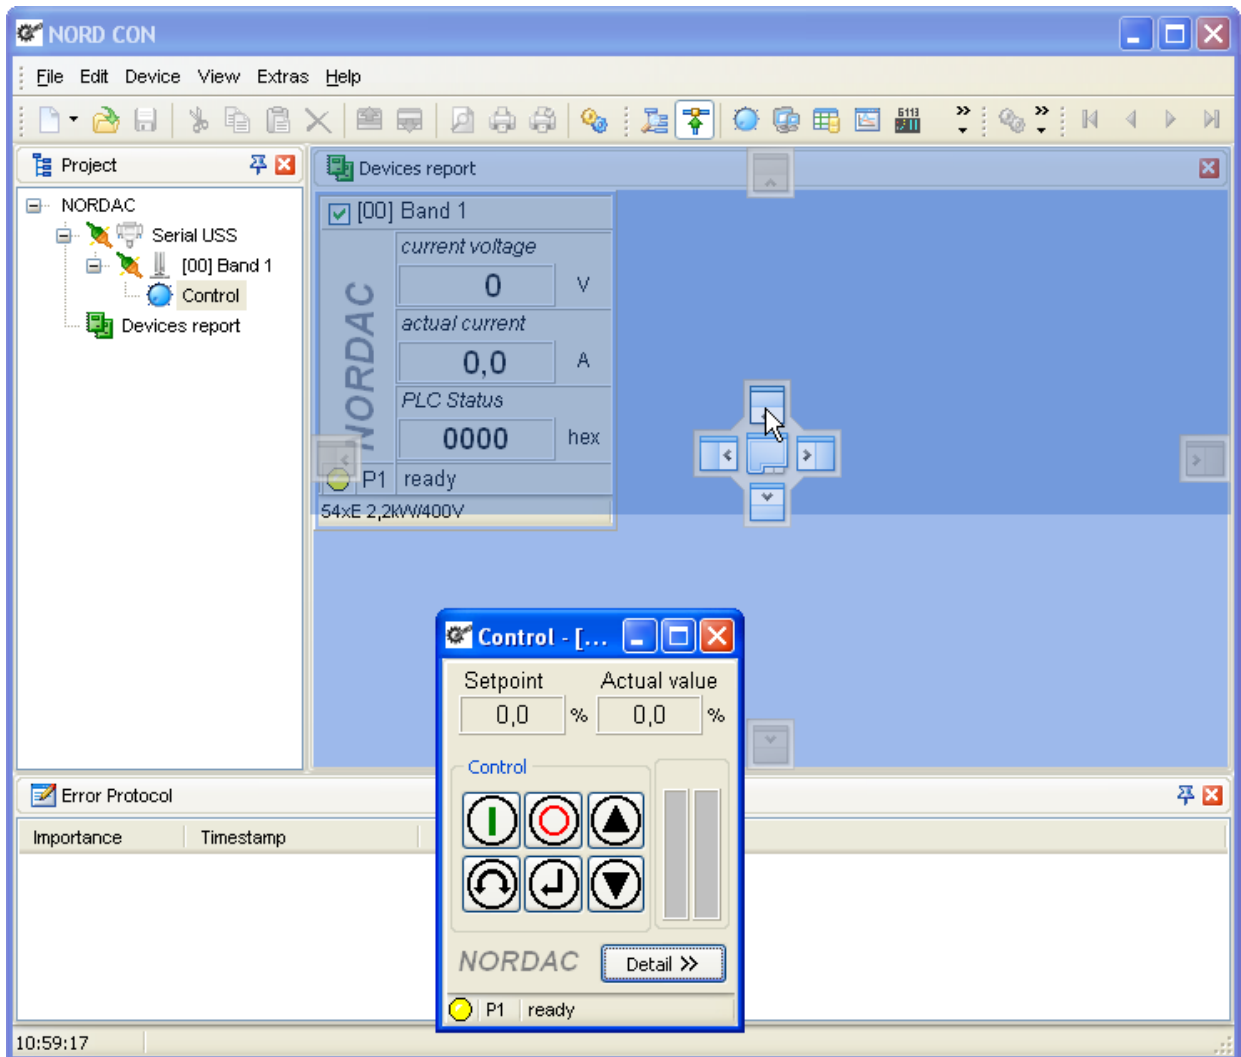 NORD CON
File Edit Device View Extras Help
Project
Devices report
NORDAC
Serial USS
[00] Band 1
Control
Devices report
[00] Band 1
NORDAC
current voltage
0 V
actual current
0,0 A
PLC Status
0000 hex
P1 ready
54xE 2,2kW/400V
Control - [...
Setpoint Actual value
0,0 % 0,0 %
Control
NORDAC Detail >>
P1 ready
Error Protocol
Importance Timestamp
10:59:17